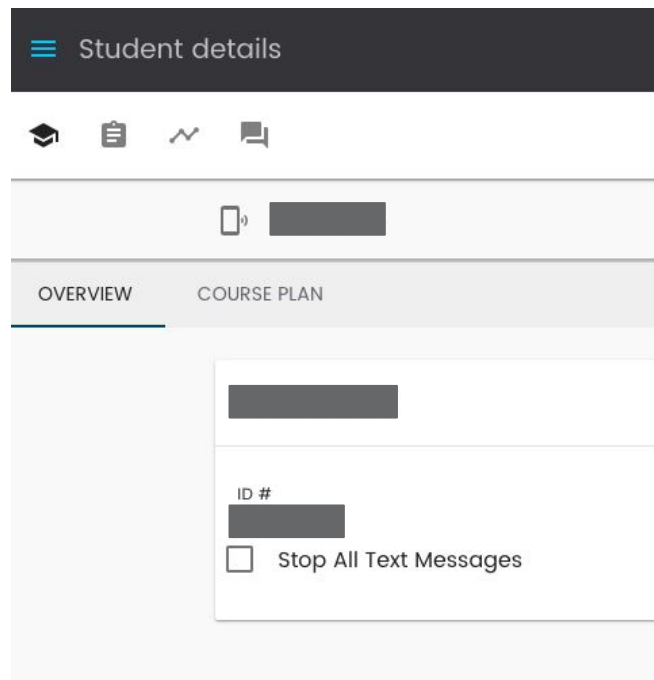 Student details
OVERVIEW COURSE PLAN
ID #
Stop All Text Messages